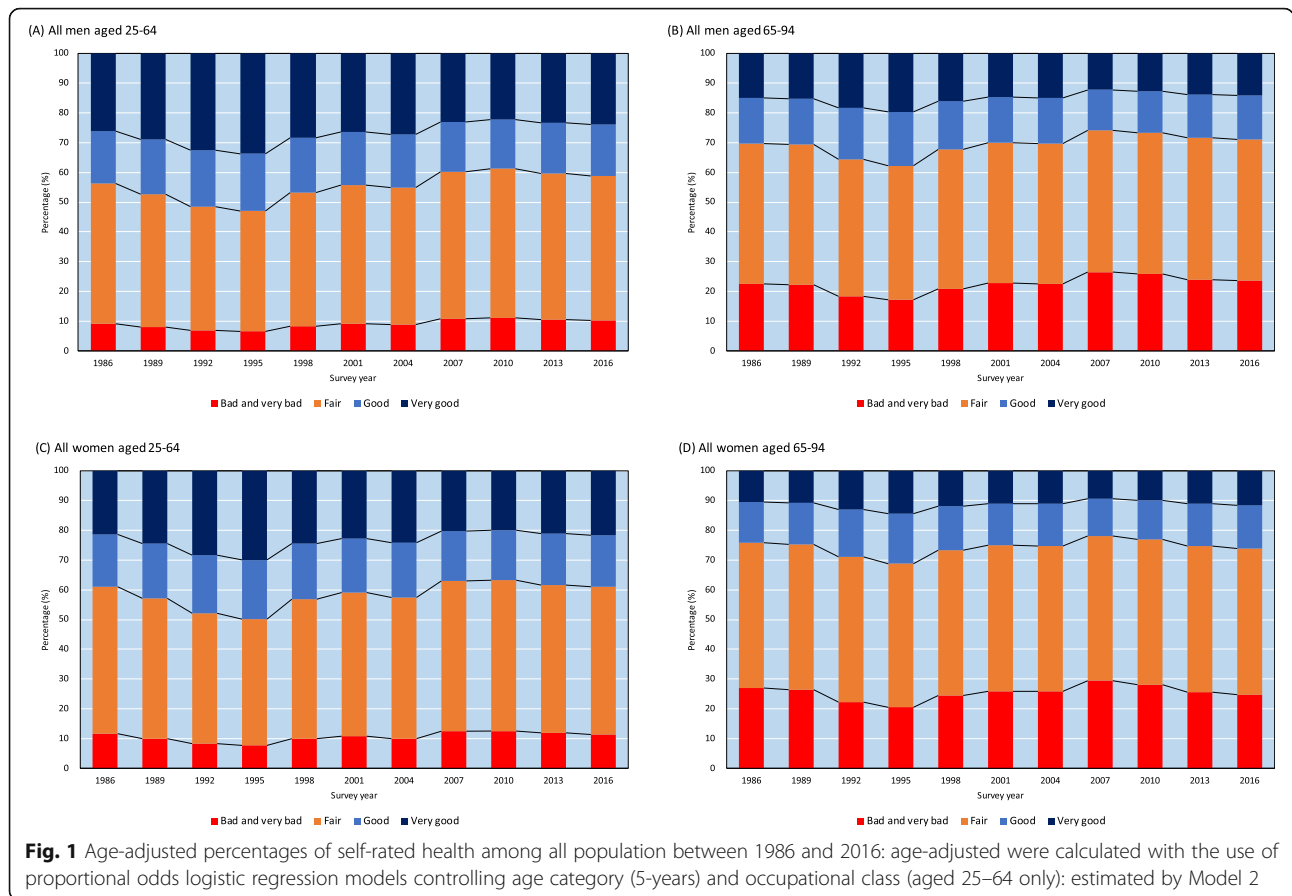 (A) All men aged 25-64
100
90
80
70
60
50
40
30
20
10
0
Percentage (%)
1986 1989 1992 1995 1998 2001 2004 2007 2010 2013 2016
Survey year
Bad and very bad Fair Good Very good
(B) All men aged 65-94
100
90
80
70
60
50
40
30
20
10
0
Percentage (%)
1986 1989 1992 1995 1998 2001 2004 2007 2010 2013 2016
Survey year
Bad and very bad Fair Good Very good
(C) All women aged 25-64
100
90
80
70
60
50
40
30
20
10
0
Percentage (%)
1986 1989 1992 1995 1998 2001 2004 2007 2010 2013 2016
Survey year
Bad and very bad Fair Good Very good
(D) All women aged 65-94
100
90
80
70
60
50
40
30
20
10
0
Percentage (%)
1986 1989 1992 1995 1998 2001 2004 2007 2010 2013 2016
Survey year
Bad and very bad Fair Good Very good
Fig. 1 Age-adjusted percentages of self-rated health among all population between 1986 and 2016: age-adjusted were calculated with the use of
proportional odds logistic regression models controlling age category (5-years) and occupational class (aged 25–64 only): estimated by Model 2